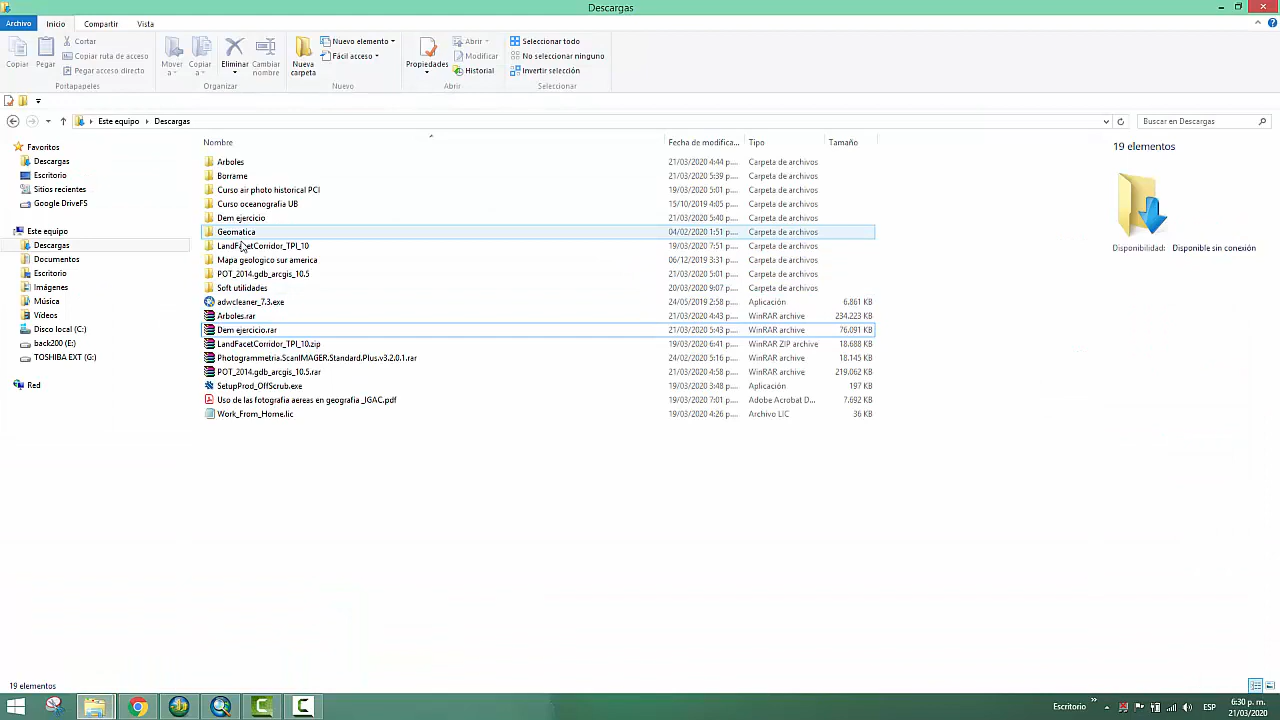 Descargas
Archivo Inicio Compartir Vista
Copiar Pegar Cortar Copiar ruta de acceso Pegar acceso directo
Portapapeles
Mover a Copiar a Eliminar Cambiar nombre
Organizar
Nueva carpeta Nuevo elemento Fácil acceso
Nuevo
Propiedades Abrir Modificar Historial
Abrir
Seleccionar todo
No seleccionar ninguno
Invertir selección
Seleccionar
Este equipo Descargas
Buscar en Descargas
Favoritos
Descargas
Escritorio
Sitios recientes
Google DriveFS
Este equipo
Descargas
Documentos
Escritorio
Imágenes
Música
Vídeos
Disco local (C:)
back200 (E:)
TOSHIBA EXT (G:)
Red
Nombre Fecha de modifica... Tipo Tamaño
Arboles 21/03/2020 4:44 p.... Carpeta de archivos
Borrame 21/03/2020 5:39 p.... Carpeta de archivos
Curso air photo historical PCI 19/03/2020 5:01 p.... Carpeta de archivos
Curso oceanografia UB 15/10/2019 4:05 p.... Carpeta de archivos
Dem ejercicio 21/03/2020 5:40 p.... Carpeta de archivos
Geomatica 04/02/2020 1:51 p.... Carpeta de archivos
LandFacetCorridor_TPI_10 19/03/2020 7:51 p.... Carpeta de archivos
Mapa geologico sur america 06/12/2019 3:31 p.... Carpeta de archivos
POT_2014.gdb_arcgis_10.5 21/03/2020 5:01 p.... Carpeta de archivos
Soft utilidades 20/03/2020 9:07 p.... Carpeta de archivos
adwcleaner_7.3.exe 24/05/2019 2:58 p.... Aplicación 6.861 KB
Arboles.rar 21/03/2020 5:43 p.... WinRAR archive 234.223 KB
Dem ejercicio.rar 21/03/2020 5:43 p.... WinRAR archive 76.091 KB
LandFacetCorridor_TPI_10.zip 19/03/2020 6:41 p.... WinRAR ZIP archive 18.688 KB
Photogrammetria.ScanIMAGER.Standard.Plus.v3.2.0.1.rar 24/02/2020 5:16 p.... WinRAR archive 18.145 KB
POT_2014.gdb_arcgis_10.5.rar 21/03/2020 4:58 p.... WinRAR archive 219.062 KB
SetupProd_OffScrub.exe 19/03/2020 3:48 p.... Aplicación 197 KB
Uso de las fotografia aereas en geografia _IGAC.pdf 19/03/2020 7:01 p.... Adobe Acrobat D... 7.692 KB
Work_From_Home.lic 19/03/2020 4:26 p.... Archivo LIC 36 KB
19 elementos
Disponibilidad: Disponible sin conexión
19 elementos
Escritorio ESP 6:30 p. m.
21/03/2020